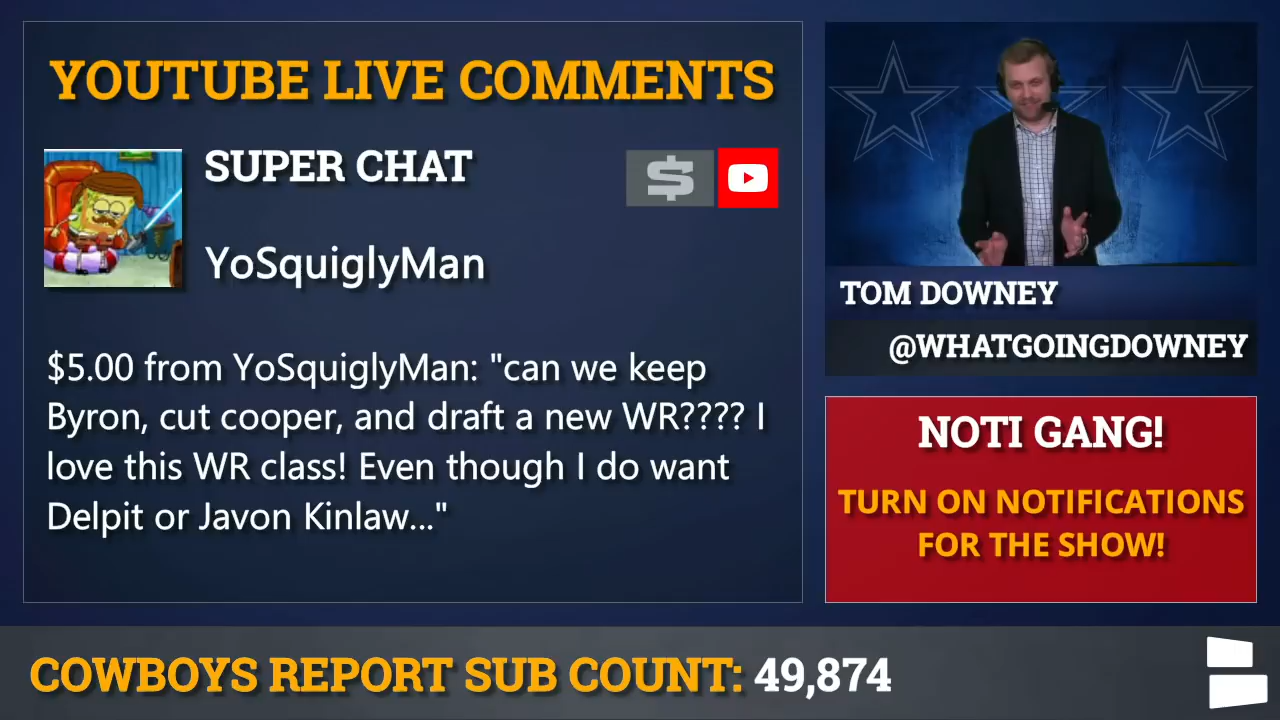 YOUTUBE LIVE COMMENTS
SUPER CHAT
$
YoSquiglyMan
$5.00 from YoSquiglyMan: "can we keep
Byron, cut cooper, and draft a new WR???? I
love this WR class! Even though I do want
Delpit or Javon Kinlaw..."
TOM DOWNEY
@WHATGOINGDOWNEY
NOTI GANG!
TURN ON NOTIFICATIONS
FOR THE SHOW!
COWBOYS REPORT SUB COUNT: 49,874